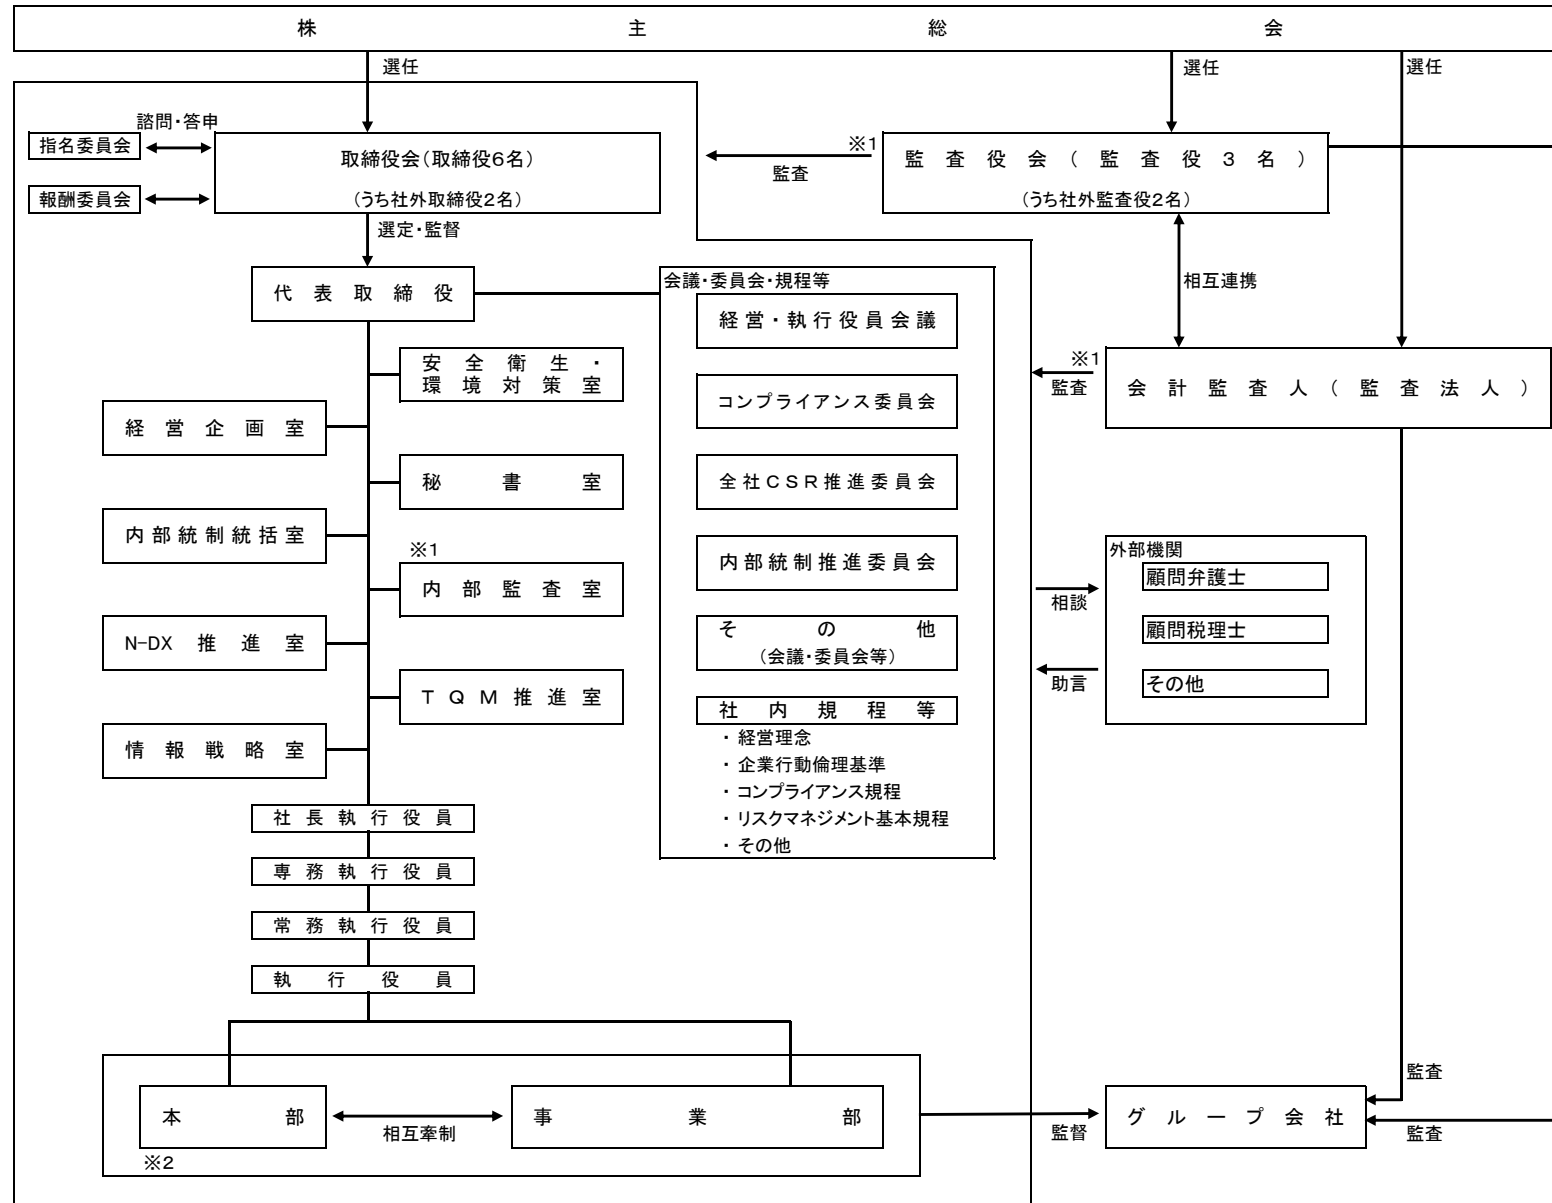 株主総会
選任
選任
選任
諮問・答申
指名委員会
報酬委員会
取締役会(取締役6名)
(うち社外取締役2名)
※1
監査
監査役会(監査役3名)
(うち社外監査役2名)
選定・監督
相互連携
代表取締役
会議・委員会・規程等
経営・執行役員会議
コンプライアンス委員会
全社CSR推進委員会
内部統制推進委員会
その他
(会議・委員会等)
社内規程等
・経営理念
・企業行動倫理基準
・コンプライアンス規程
・リスクマネジメント基本規程
・その他
※1
監査
会計監査人(監査法人)
安全衛生・
環境対策室
経営企画室
秘書室
内部統制統括室
※1
内部監査室
N-DX推進室
TQM推進室
情報戦略室
相談
助言
外部機関
顧問弁護士
顧問税理士
その他
社長執行役員
専務執行役員
常務執行役員
執行役員
本部
相互牽制
事業部
※2
監督
グループ会社
監査
監査